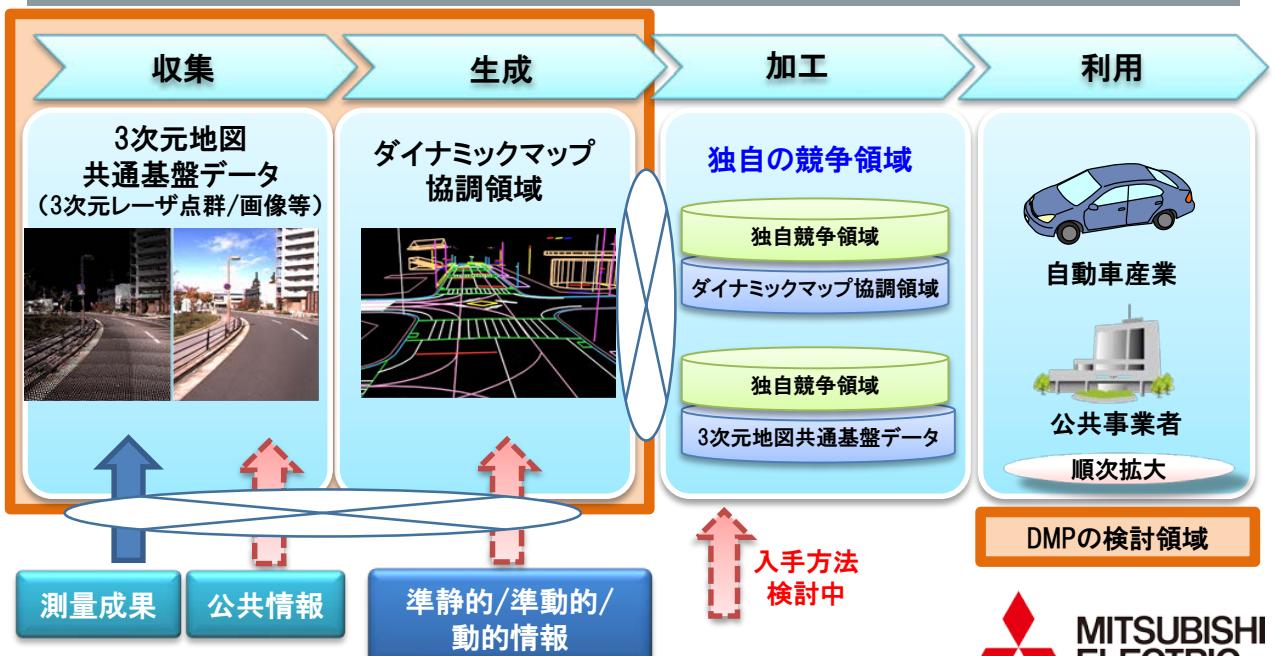 収集
生成
加工
利用
3次元地図
共通基盤データ
(3次元レーザ点群/画像等)
ダイナミックマップ
協調領域
独自の競争領域
独自競争領域
ダイナミックマップ協調領域
独自競争領域
3次元地図共通基盤データ
自動車産業
公共事業者
順次拡大
DMPの検討領域
入手方法
検討中
測量成果
公共情報
準静的/準動的/
動的情報
MITSUBISHI
ELECTRIC